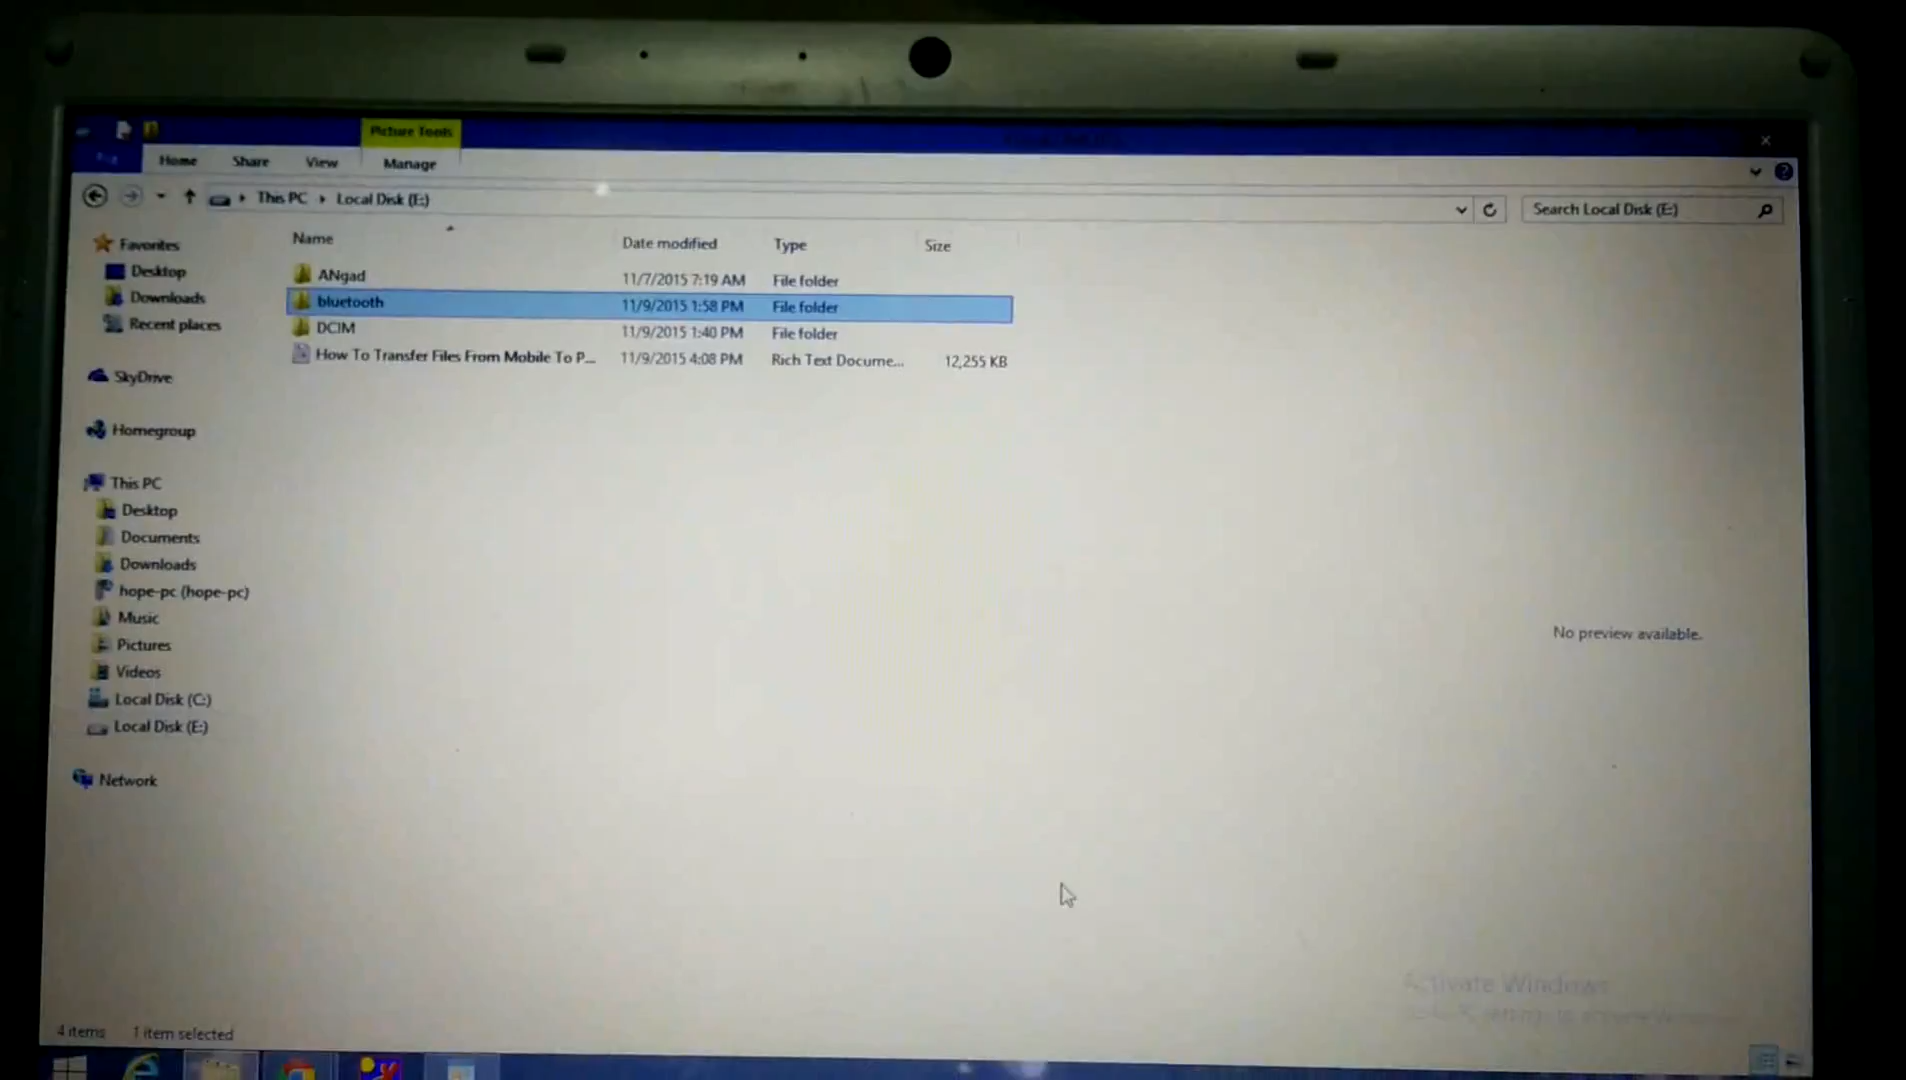 Picture Tools
Home Share View Manage
This PC Local Disk (E:)
Search Local Disk (E:)
Name Date modified Type Size
ANgad 11/7/2015 7:19 AM File folder
bluetooth 11/9/2015 1:58 PM File folder
DCIM 11/9/2015 1:40 PM File folder
How To Transfer Files From Mobile To P... 11/9/2015 4:08 PM Rich Text Docume... 12,255 KB
Favorites
Desktop
Downloads
Recent places
SkyDrive
Homegroup
This PC
Desktop
Documents
Downloads
hope-pc (hope-pc)
Music
Pictures
Videos
Local Disk (C:)
Local Disk (E:)
Network
No preview available.
Activate Windows
4 items 1 item selected